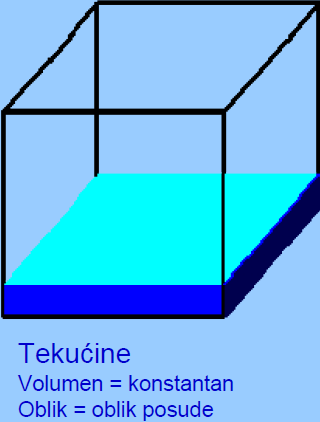 Tekućine
Volumen = konstantan
Oblik = oblik posude